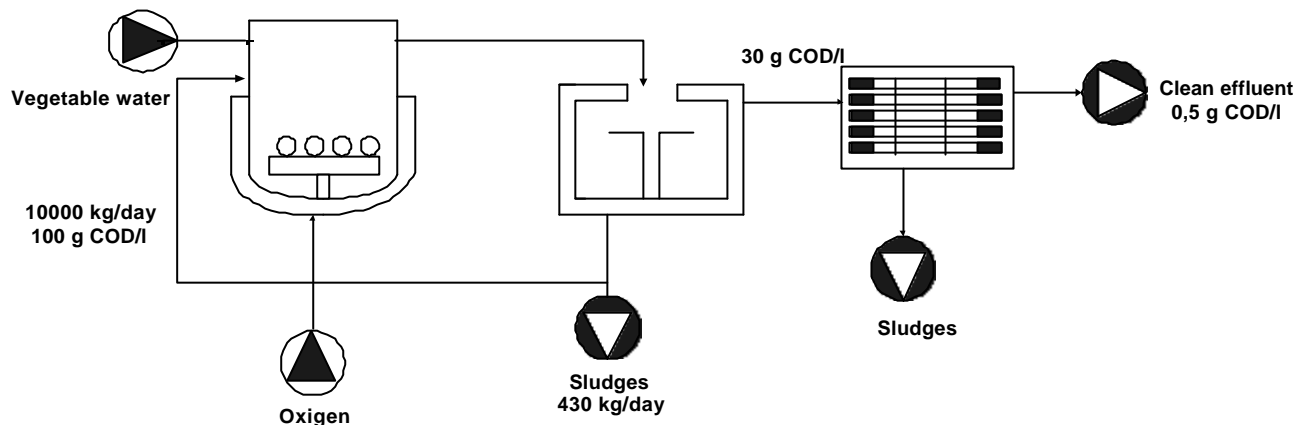 30 g COD/l
Vegetable water
Clean effluent
0,5 g COD/l
10000 kg/day
100 g COD/l
Sludges
Sludges
430 kg/day
Oxigen